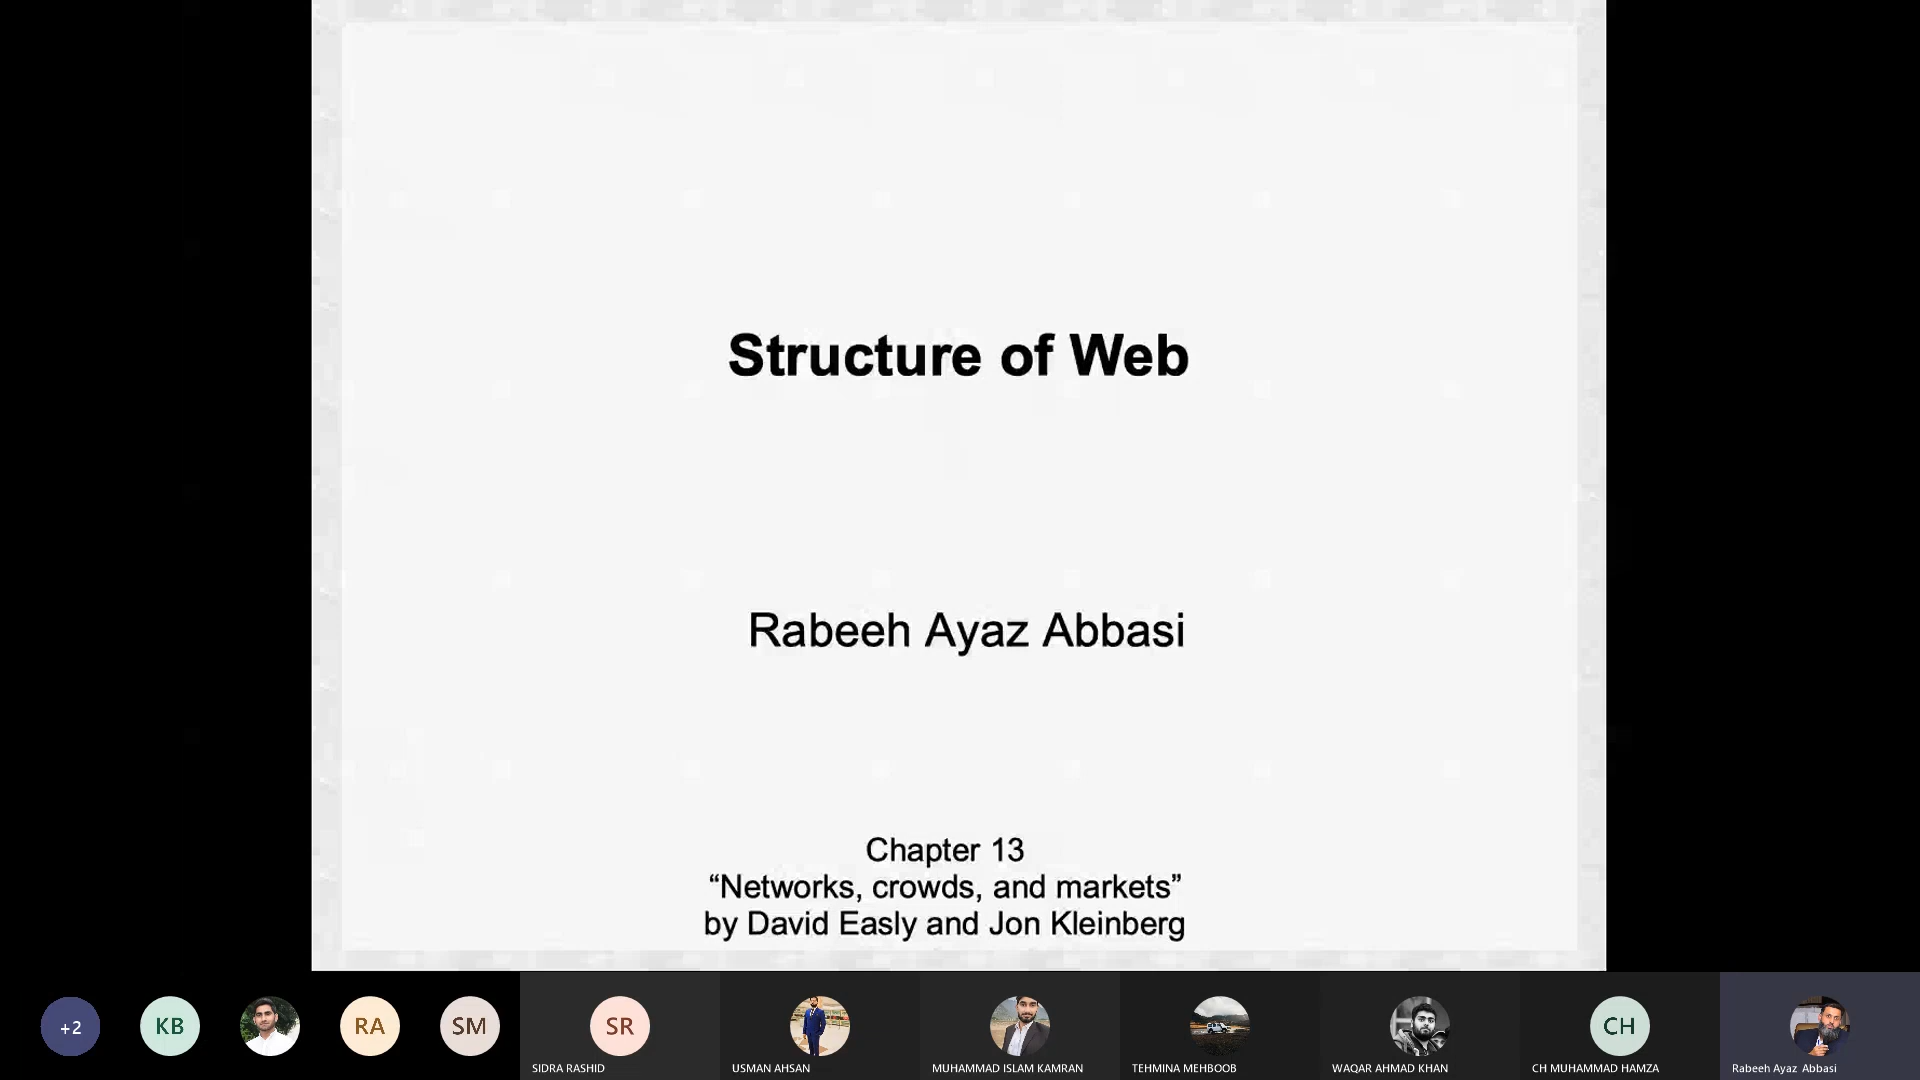 Structure of Web
Rabeeh Ayaz Abbasi
Chapter 13
“Networks, crowds, and markets”
by David Easly and Jon Kleinberg
+2
KB
RA
SM
SR
CH
SIDRA RASHID
USMAN AHSAN
MUHAMMAD ISLAM KAMRAN
TEHMINA MEHBOOB
WAQAR AHMAD KHAN
CH MUHAMMAD HAMZA
Rabeeh Ayaz Abbasi